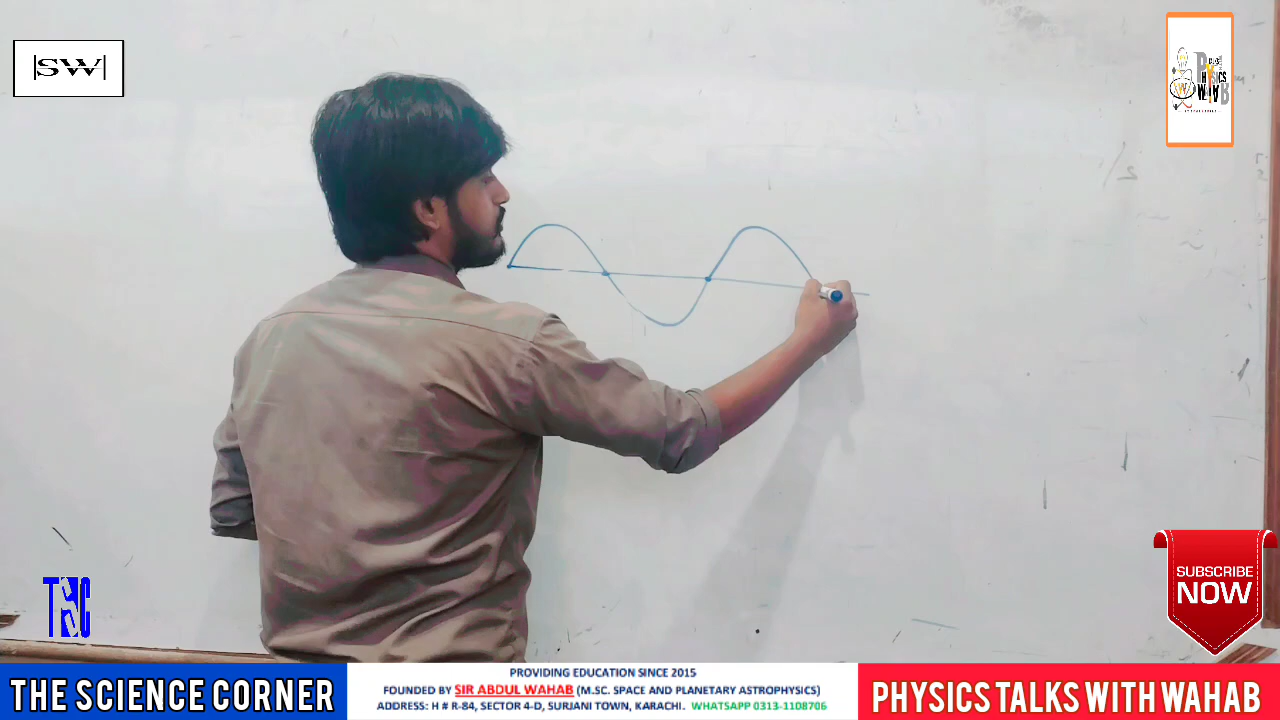 |SW|
PHYSICS
SUBSCRIBE
NOW
TSC
THE SCIENCE CORNER
PROVIDING EDUCATION SINCE 2015
FOUNDED BY SIR ABDUL WAHAB (M.SC. SPACE AND PLANETARY ASTROPHYSICS)
ADDRESS: H # R-84, SECTOR 4-D, SURJANI TOWN, KARACHI. WHATSAPP 0313-1108706
PHYSICS TALKS WITH WAHAB